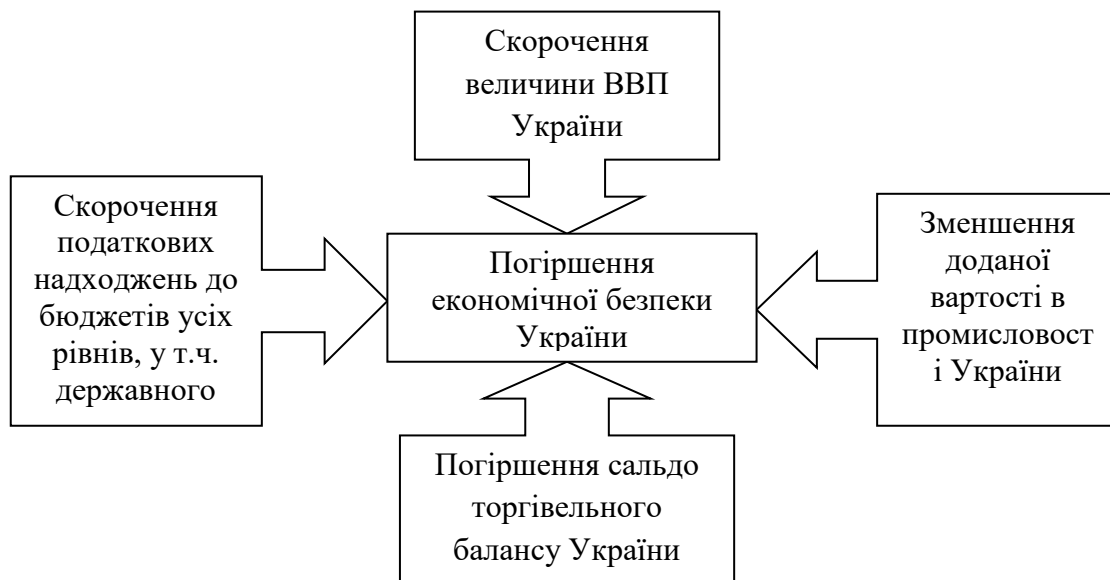 Скорочення
величини ВВП
України
Скорочення
податкових
надходжень до
бюджетів усіх
рівнів, у т.ч.
державного
Погіршення
економічної безпеки
України
Зменшення
доданої
вартості в
промисловост
і України
Погіршення сальдо
торгівельного
балансу України